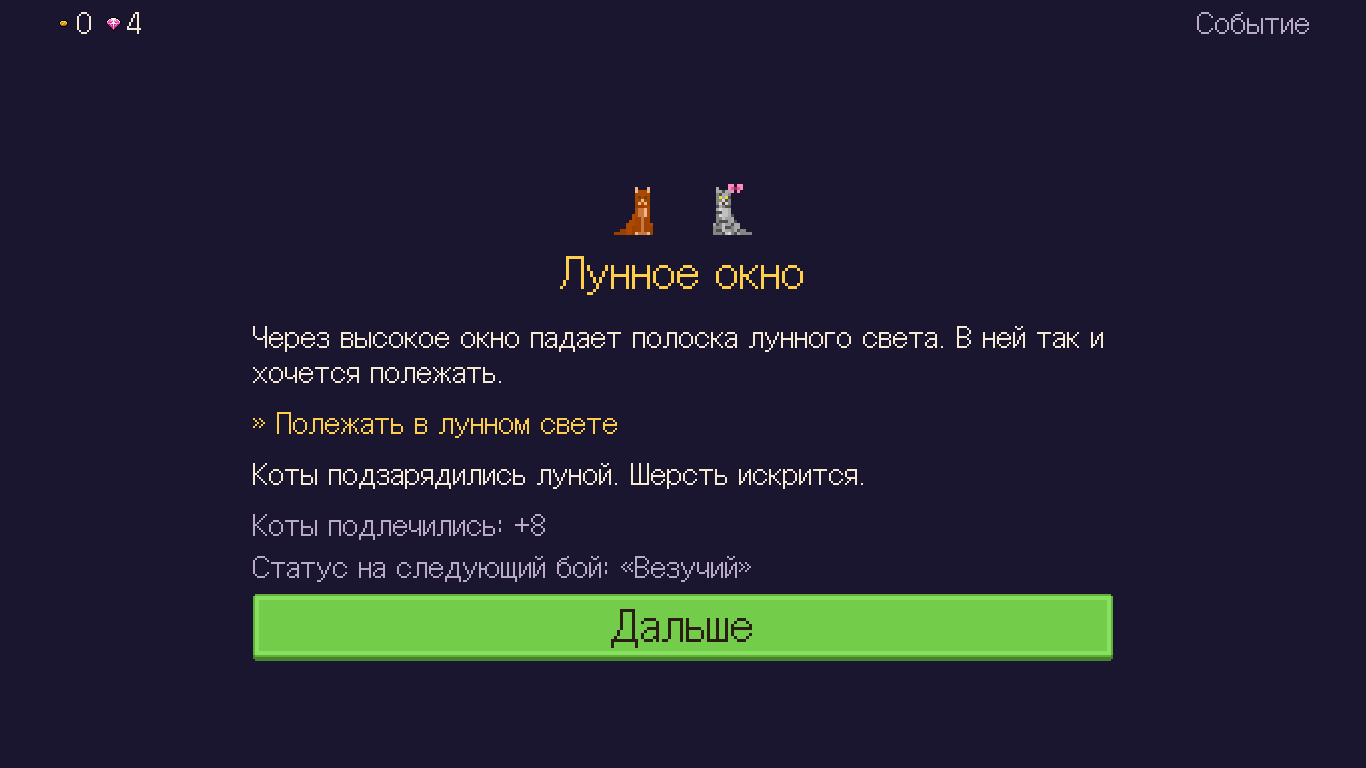 0 4
Событие
Лунное окно
Через высокое окно падает полоска лунного света. В ней так и
хочется полежать.
» Полежать в лунном свете
Коты подзарядились луной. Шерсть искрится.
Коты подлечились: +8
Статус на следующий бой: «Везучий»
Дальше